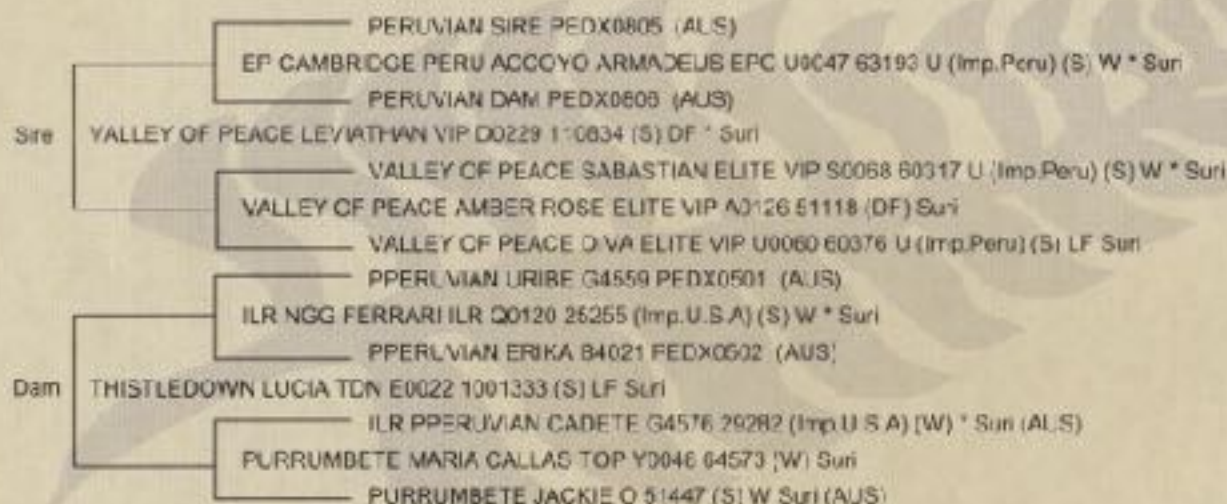 PERUVIAN SIRE PEDX0805 (AUS)
EP CAMBRIDGE PERU ACCOYO ARMADEUS EPC U0047 63193 U (Imp.Peru) (S) W * Suri
PERUVIAN DAM PEDX0806 (AUS)
Sire VALLEY OF PEACE LEVIATHAN VIP D0229 110834 (S) DF * Suri
VALLEY OF PEACE SABASTIAN ELITE VIP S0068 60317 U (Imp.Peru) (S) W * Suri
VALLEY OF PEACE AMBER ROSE ELITE VIP A0126 51118 (DF) Suri
VALLEY OF PEACE DIVA ELITE VIP U0060 60376 U (Imp.Peru) (S) LF Suri
PPERUVIAN URIBE G4559 PEDX0501 (AUS)
ILR NGG FERRARI ILR Q0120 25255 (Imp.U.S.A) (S) W * Suri
PPERUVIAN ERIKA B4021 PEDX0502 (AUS)
Dam THISTLEDOWN LUCIA TDN E0022 1001333 (S) LF Suri
ILR PPERUVIAN CADETE G4576 29282 (Imp.U.S.A) (W) * Suri (AUS)
PURRUMBETE MARIA CALLAS TOP Y0046 64573 (W) Suri
PURRUMBETE JACKIE O 51447 (S) W Suri (AUS)